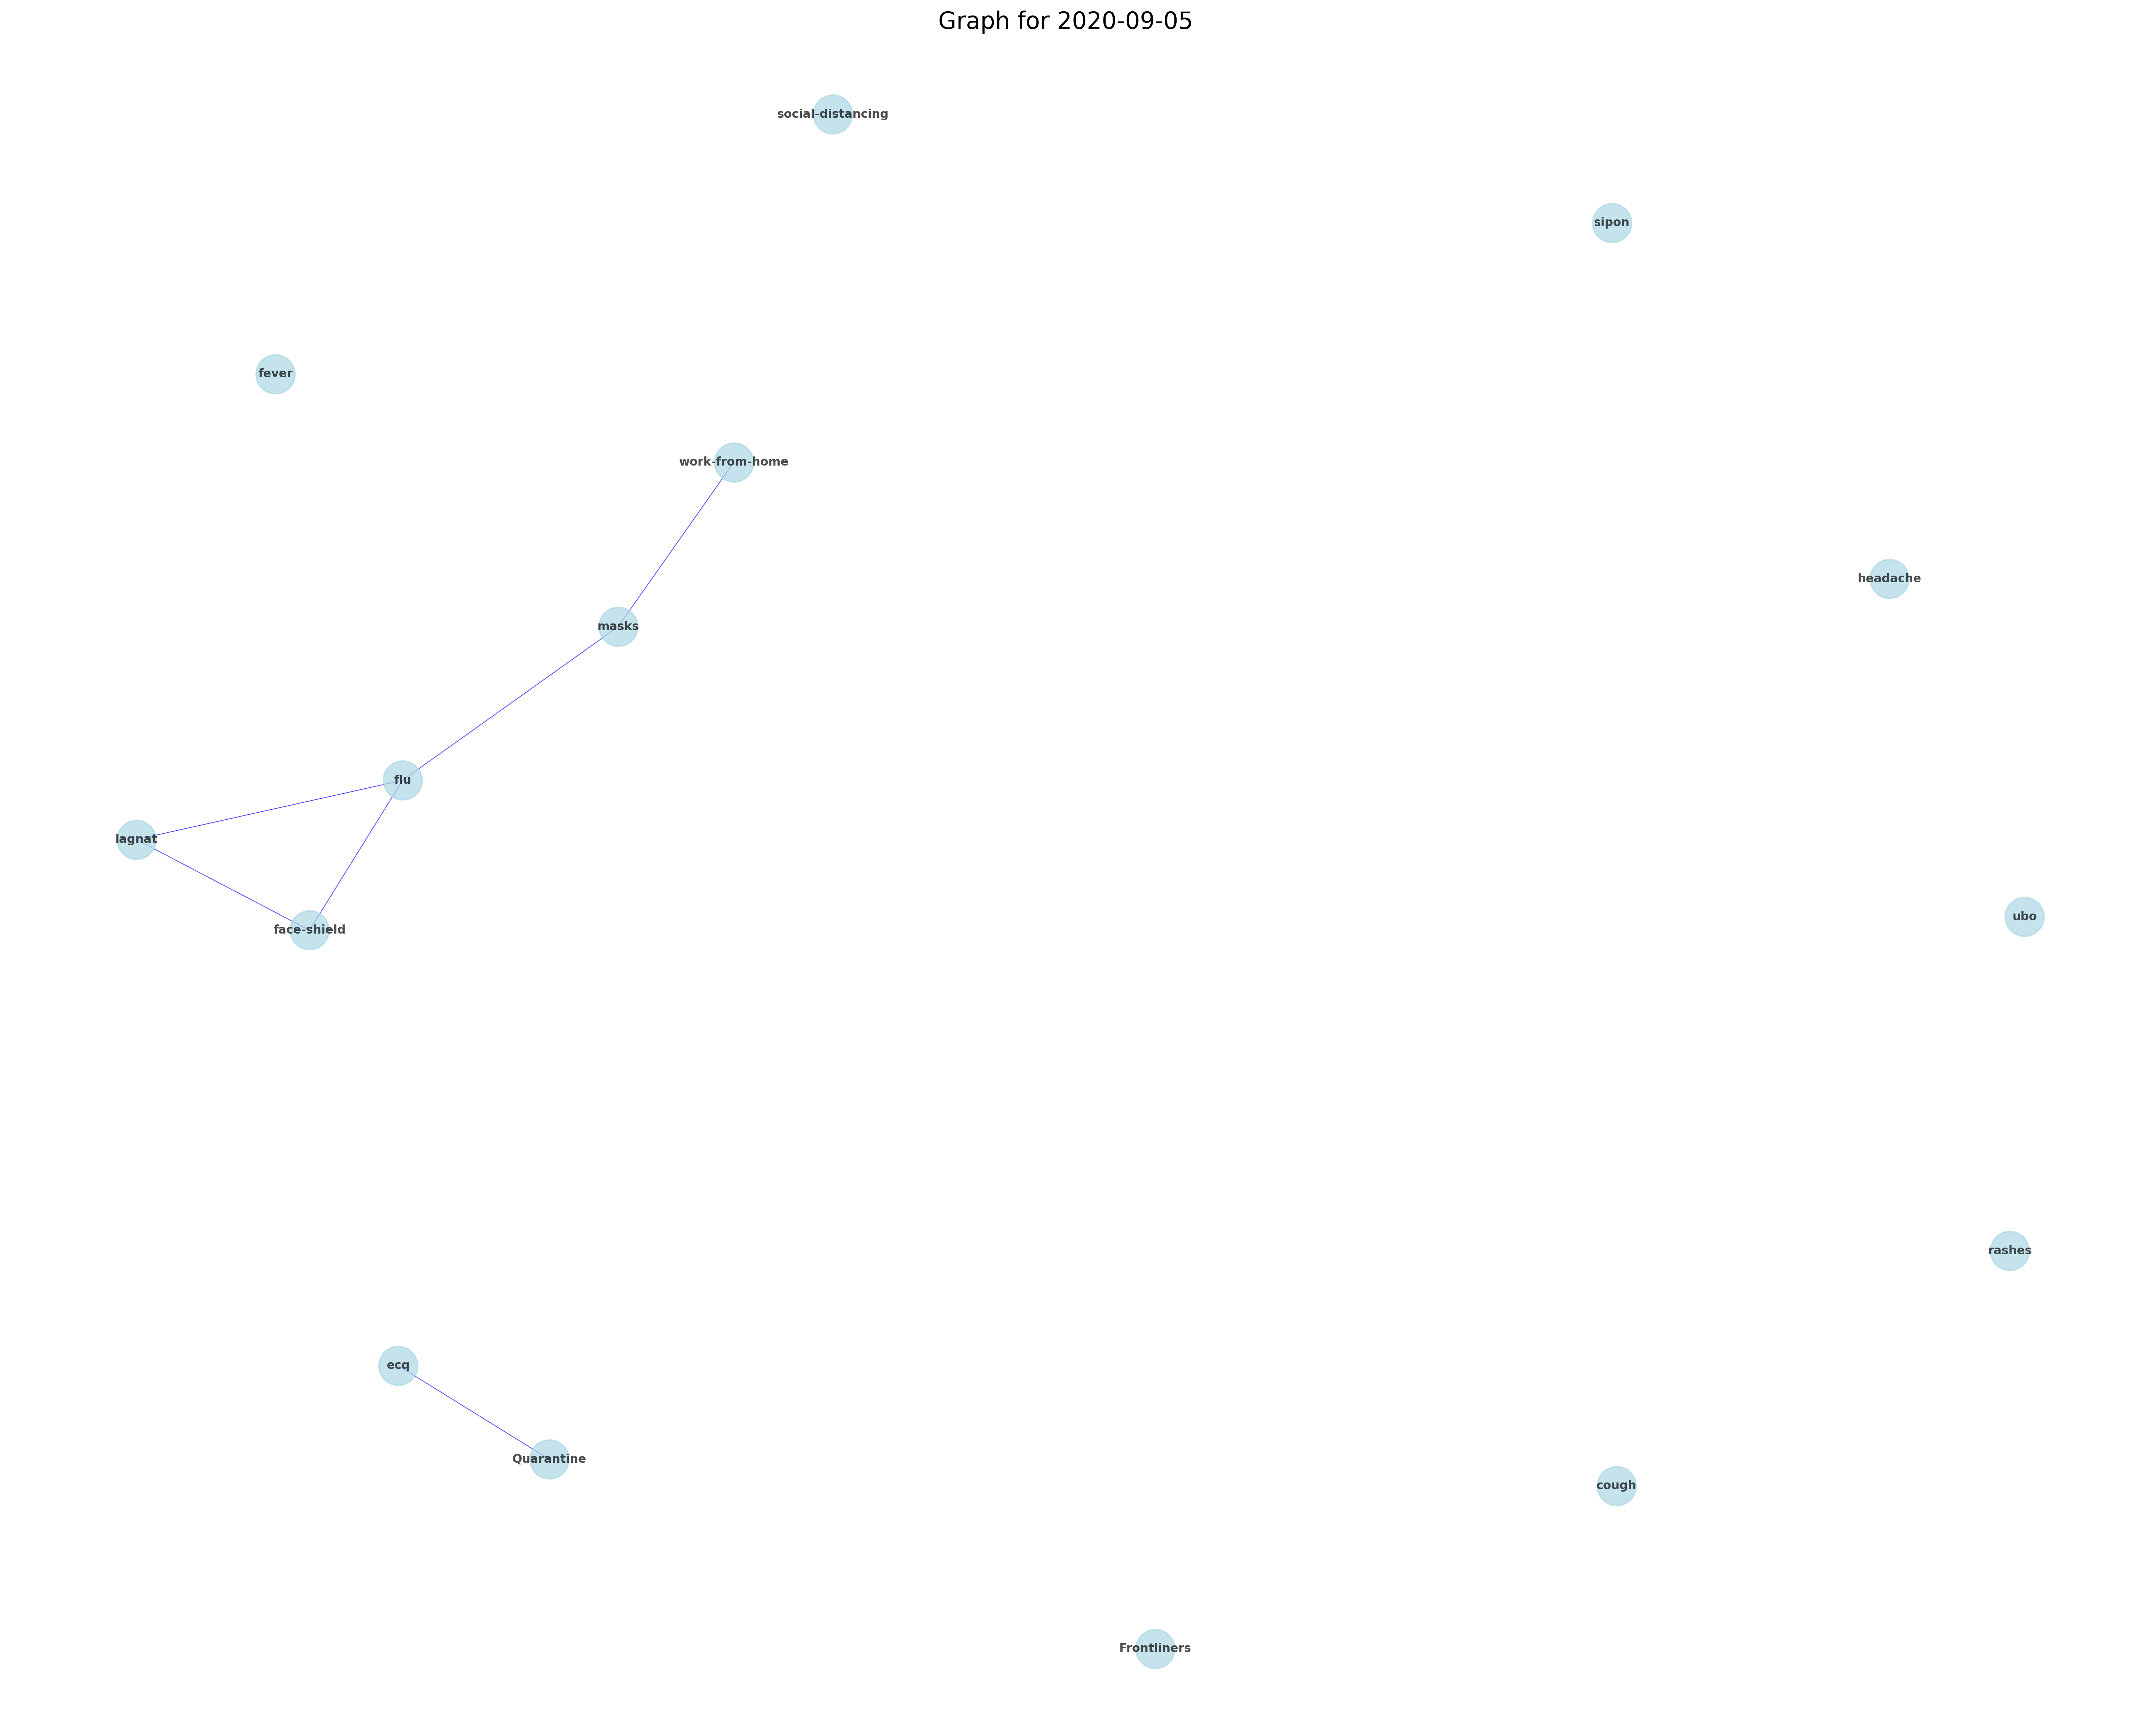 Graph for 2020-09-05
social-distancing
sipon
fever
work-from-home
headache
masks
flu
lagnat
ubo
face-shield
rashes
ecq
Quarantine
cough
Frontliners